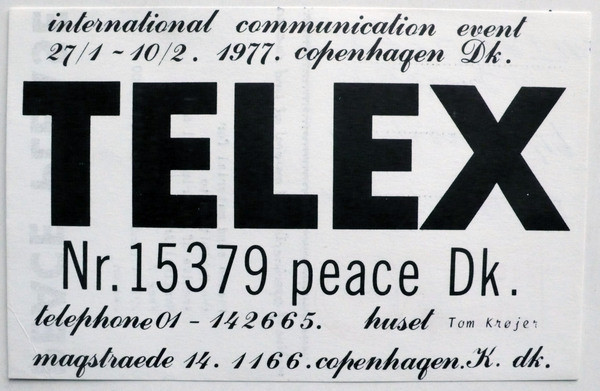 international communication event
27/1 - 10/2. 1977. copenhagen Dk.
TELEX
Nr.15379 peace Dk.
telephone 01 - 142665. huset Tom Krøjer
magstraede 14. 1166. copenhagen.K. dk.